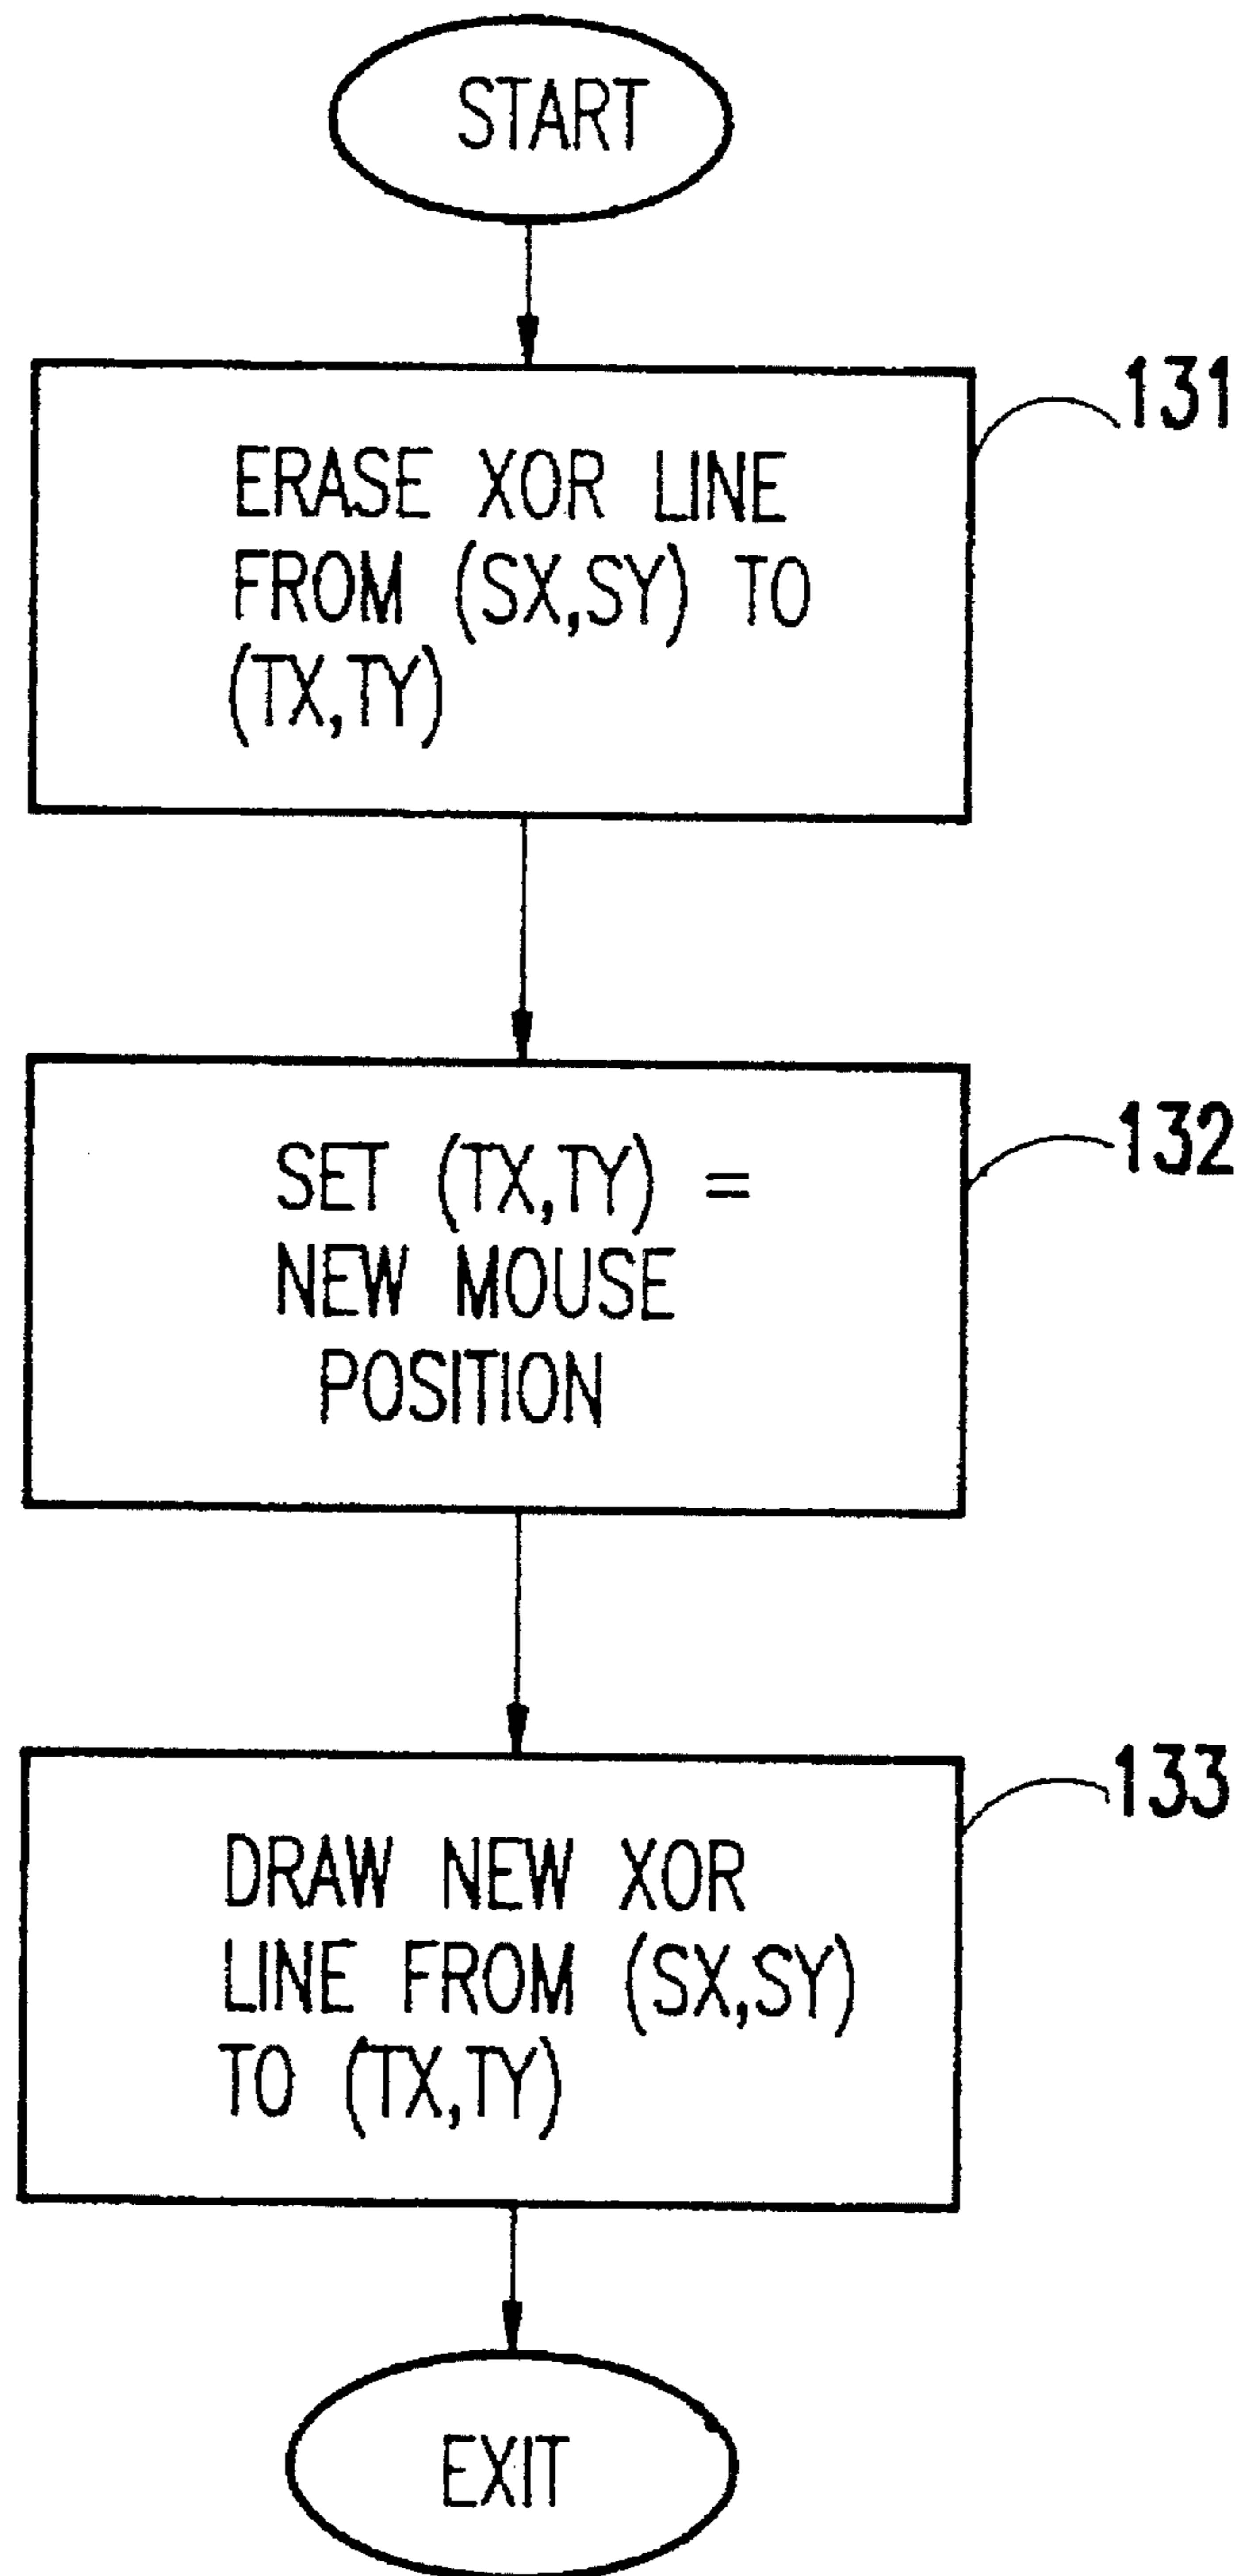 START
131
ERASE XOR LINE
FROM (SX,SY) TO
(TX,TY)
132
SET (TX,TY) =
NEW MOUSE
POSITION
133
DRAW NEW XOR
LINE FROM (SX,SY)
TO (TX,TY)
EXIT